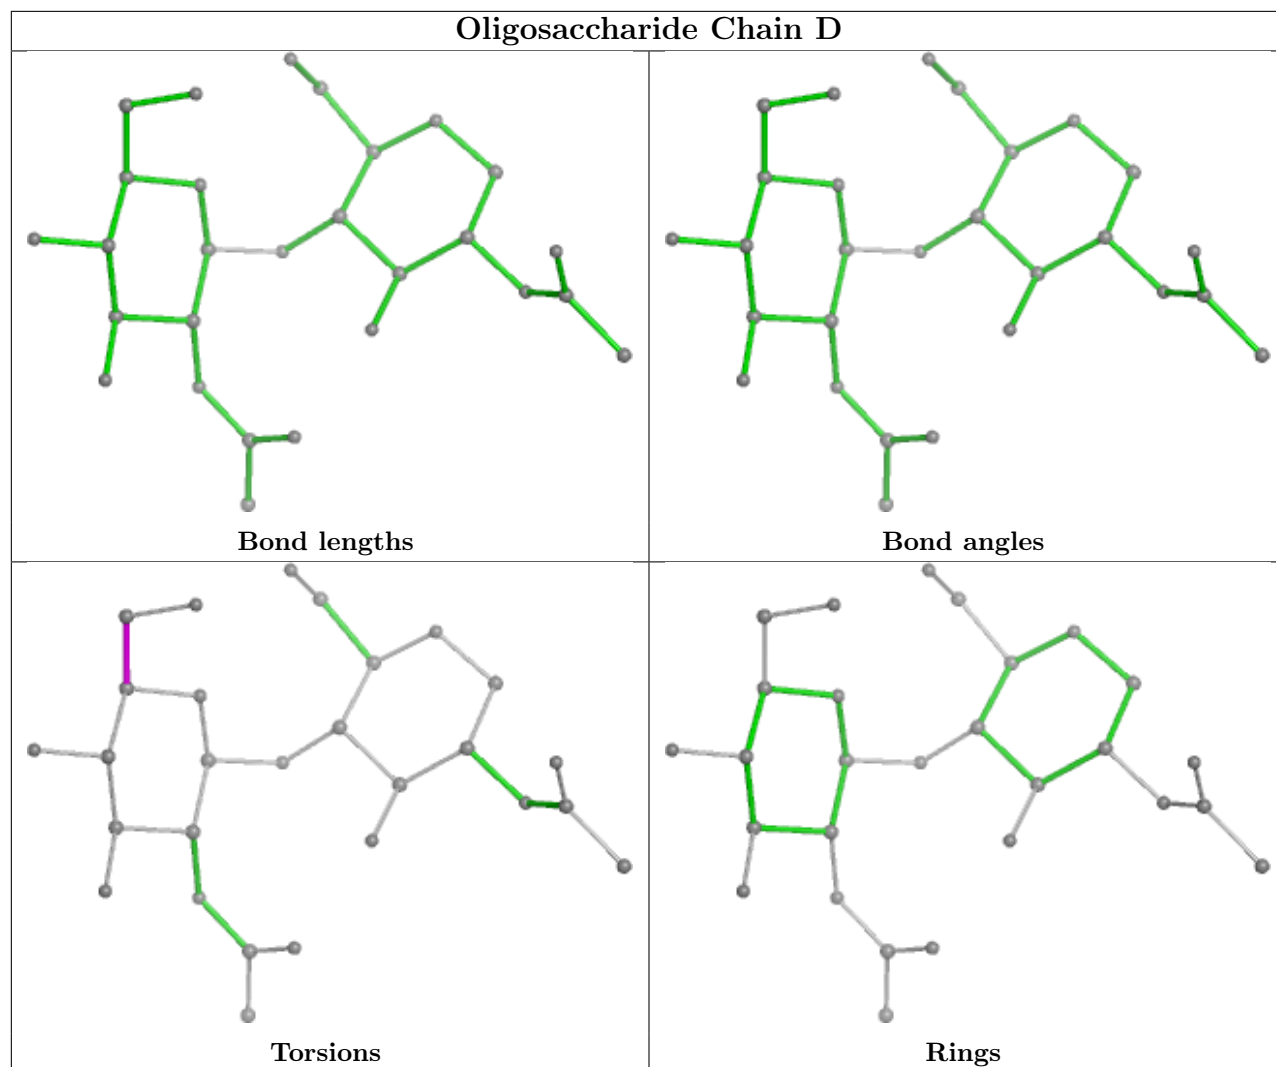 Oligosaccharide Chain D
Bond lengths
Bond angles
Torsions
Rings